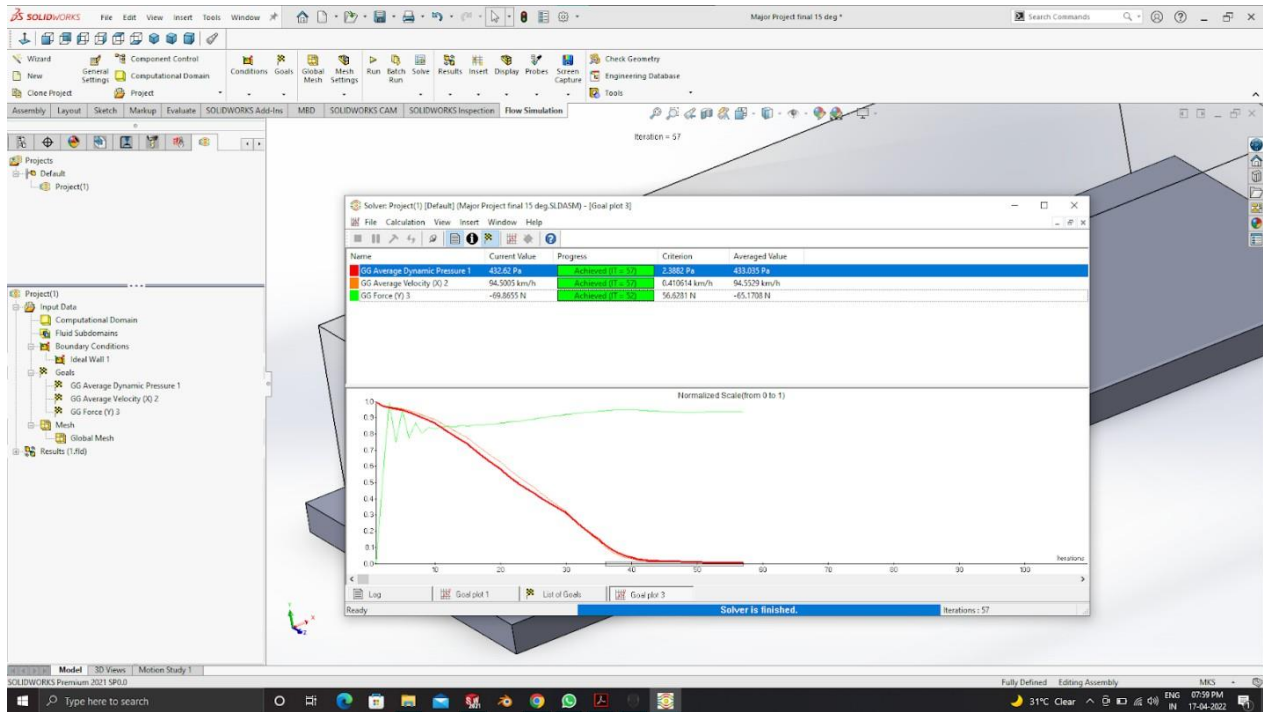 SOLIDWORKS File Edit View Insert Tools Window
Major Project final 15 deg *
Search Commands
Wizard
New
Clone Project
General Settings
Component Control
Computational Domain
Project
Conditions
Goals
Global Mesh
Mesh Settings
Run
Batch Run
Solve
Results
Insert
Display
Probes
Screen Capture
Check Geometry
Engineering Database
Tools
Assembly Layout Sketch Markup Evaluate SOLIDWORKS Add-Ins MBD SOLIDWORKS CAM SOLIDWORKS Inspection Flow Simulation
Iteration = 57
Projects
Default
Project(1)
Project(1)
Input Data
Computational Domain
Fluid Subdomains
Boundary Conditions
Ideal Wall 1
Goals
GG Average Dynamic Pressure 1
GG Average Velocity (X) 2
GG Force (Y) 3
Mesh
Global Mesh
Results (1.fld)
Solver: Project(1) [Default] (Major Project final 15 deg.SLDASM) - [Goal plot 3]
File Calculation View Insert Window Help
Name Current Value Progress Criterion Averaged Value
GG Average Dynamic Pressure 1 432.62 Pa Achieved (IT = 57) 2.3882 Pa 433.035 Pa
GG Average Velocity (X) 2 94.5005 km/h Achieved (IT = 57) 0.410614 km/h 94.5529 km/h
GG Force (Y) 3 -69.8655 N Achieved (IT = 52) 56.6281 N -65.1708 N
Normalized Scale(from 0 to 1)
1.0
0.9
0.8
0.7
0.6
0.5
0.4
0.3
0.2
0.1
0.0
10 20 30 40 50 60 70 80 90 100
Iterations
Log Goal plot 1 List of Goals Goal plot 3
Ready Solver is finished. Iterations : 57
Model 3D Views Motion Study 1
SOLIDWORKS Premium 2021 SP0.0 Fully Defined Editing Assembly MKS
Type here to search
31°C Clear
ENG
IN
07:59 PM
17-04-2022